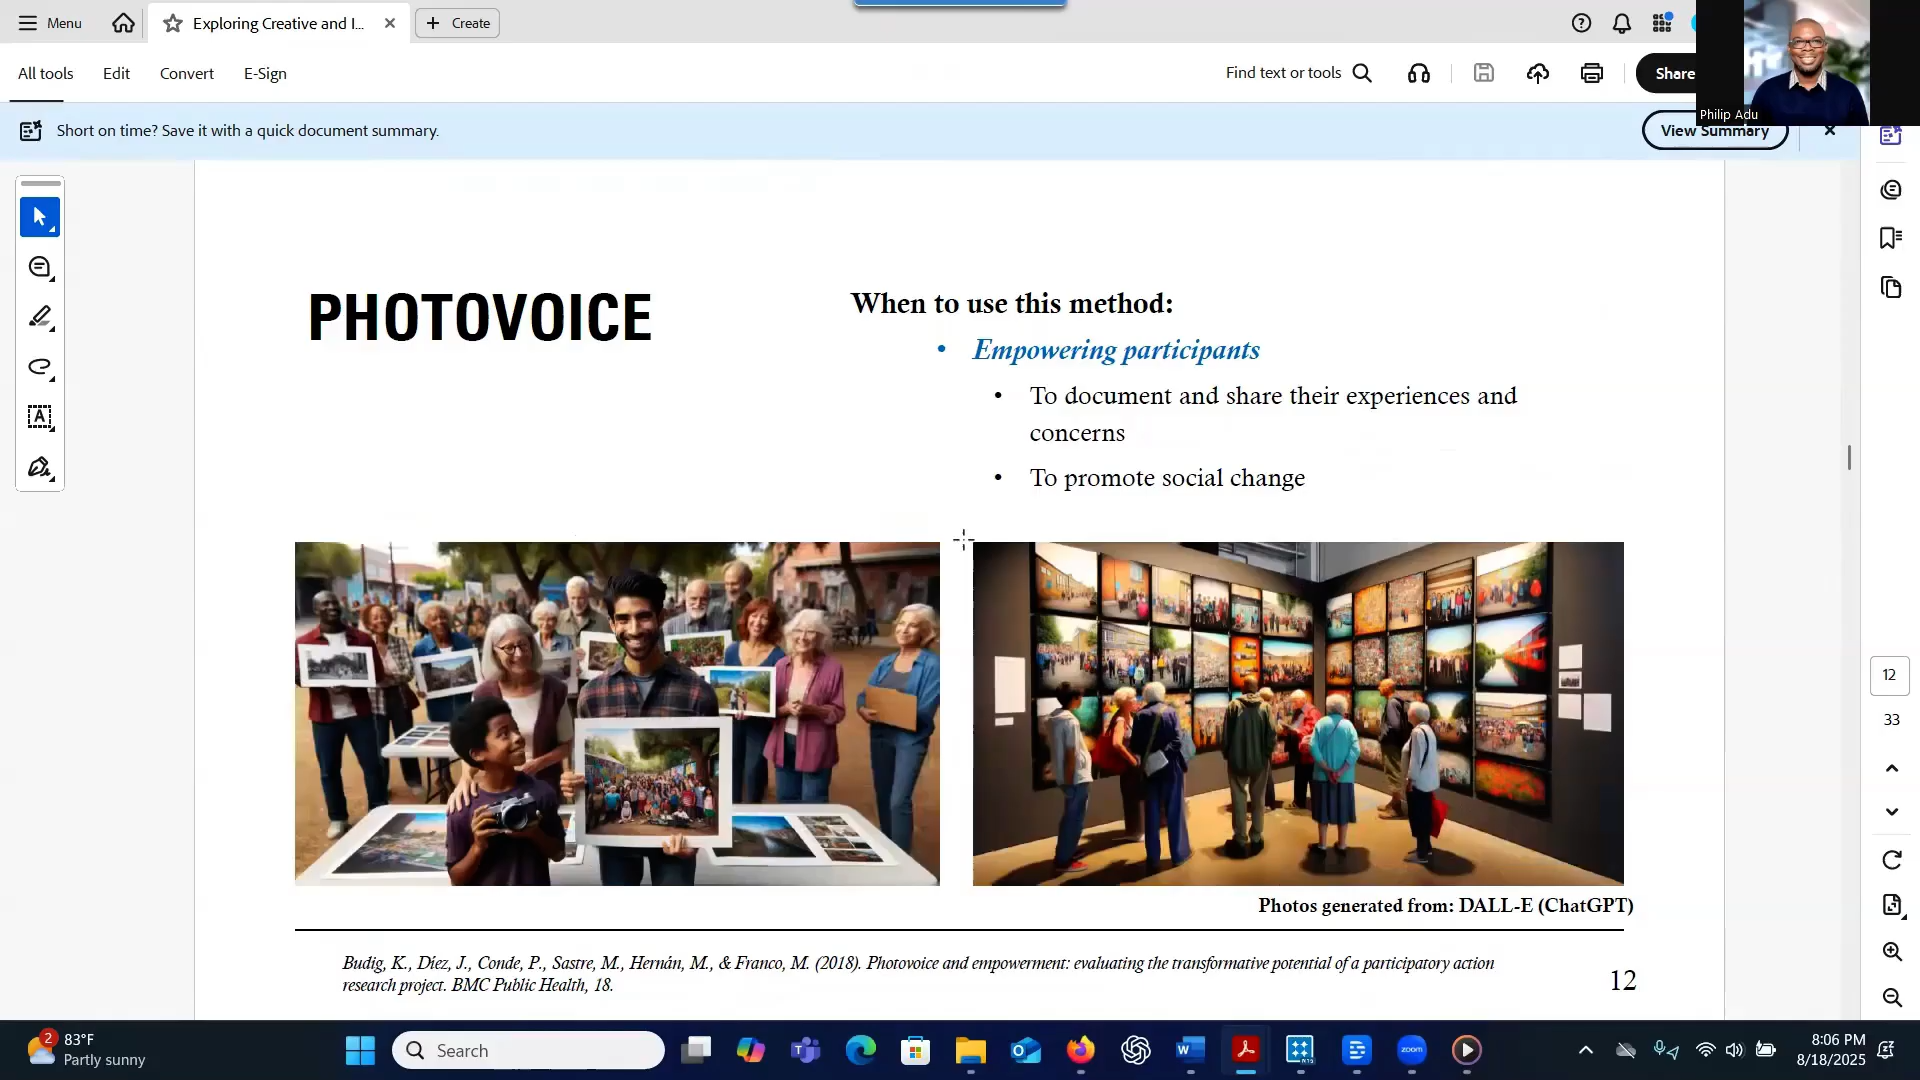 Menu
Exploring Creative and I...
Create
All tools
Edit
Convert
E-Sign
Find text or tools
Share
Philip Adu
Short on time? Save it with a quick document summary.
View Summary
PHOTOVOICE
When to use this method:
• Empowering participants
• To document and share their experiences and
concerns
• To promote social change
Photos generated from: DALL-E (ChatGPT)
Budig, K., Diez, J., Conde, P., Sastre, M., Hernán, M., & Franco, M. (2018). Photovoice and empowerment: evaluating the transformative potential of a participatory action
research project. BMC Public Health, 18.
12
12
33
2
83°F
Partly sunny
Search
zoom
8:06 PM
8/18/2025